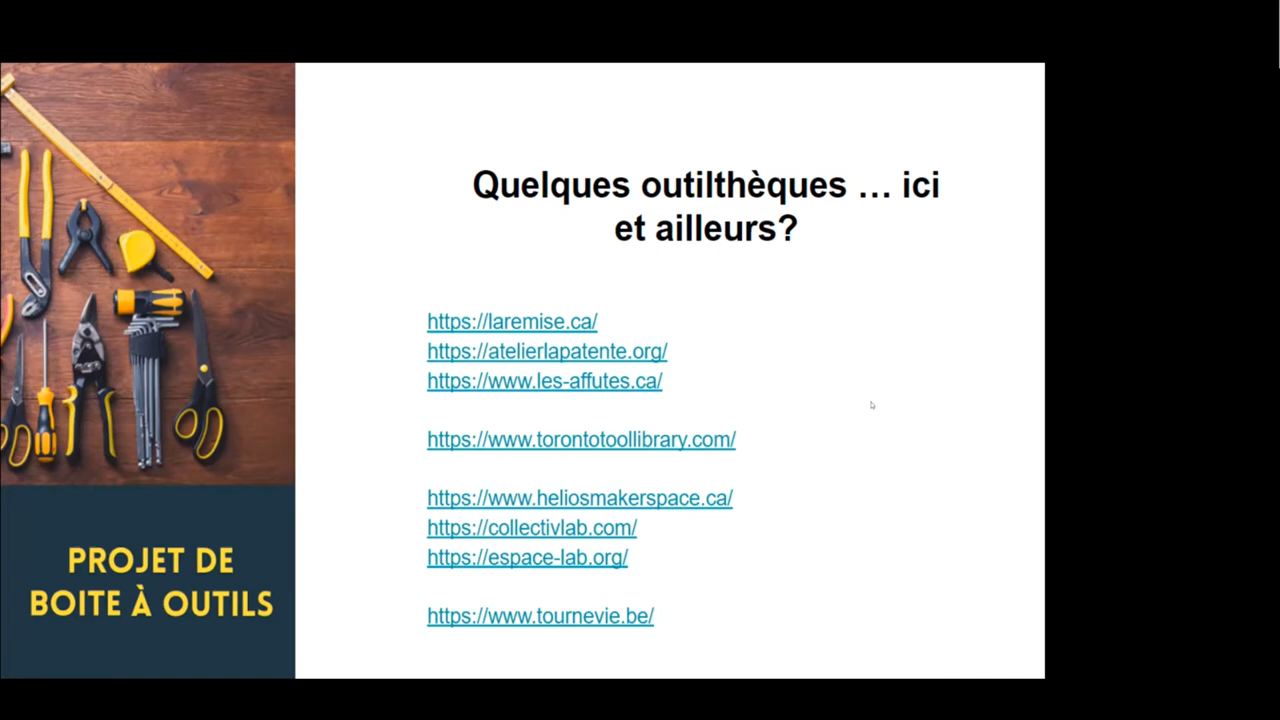 Quelques outilthèques … ici
et ailleurs?
https://laremise.ca/
https://atelierlapatente.org/
https://www.les-affutes.ca/
https://www.torontotoollibrary.com/
https://www.heliosmakerspace.ca/
https://collectivlab.com/
https://espace-lab.org/
https://www.tournevie.be/
PROJET DE
BOITE À OUTILS